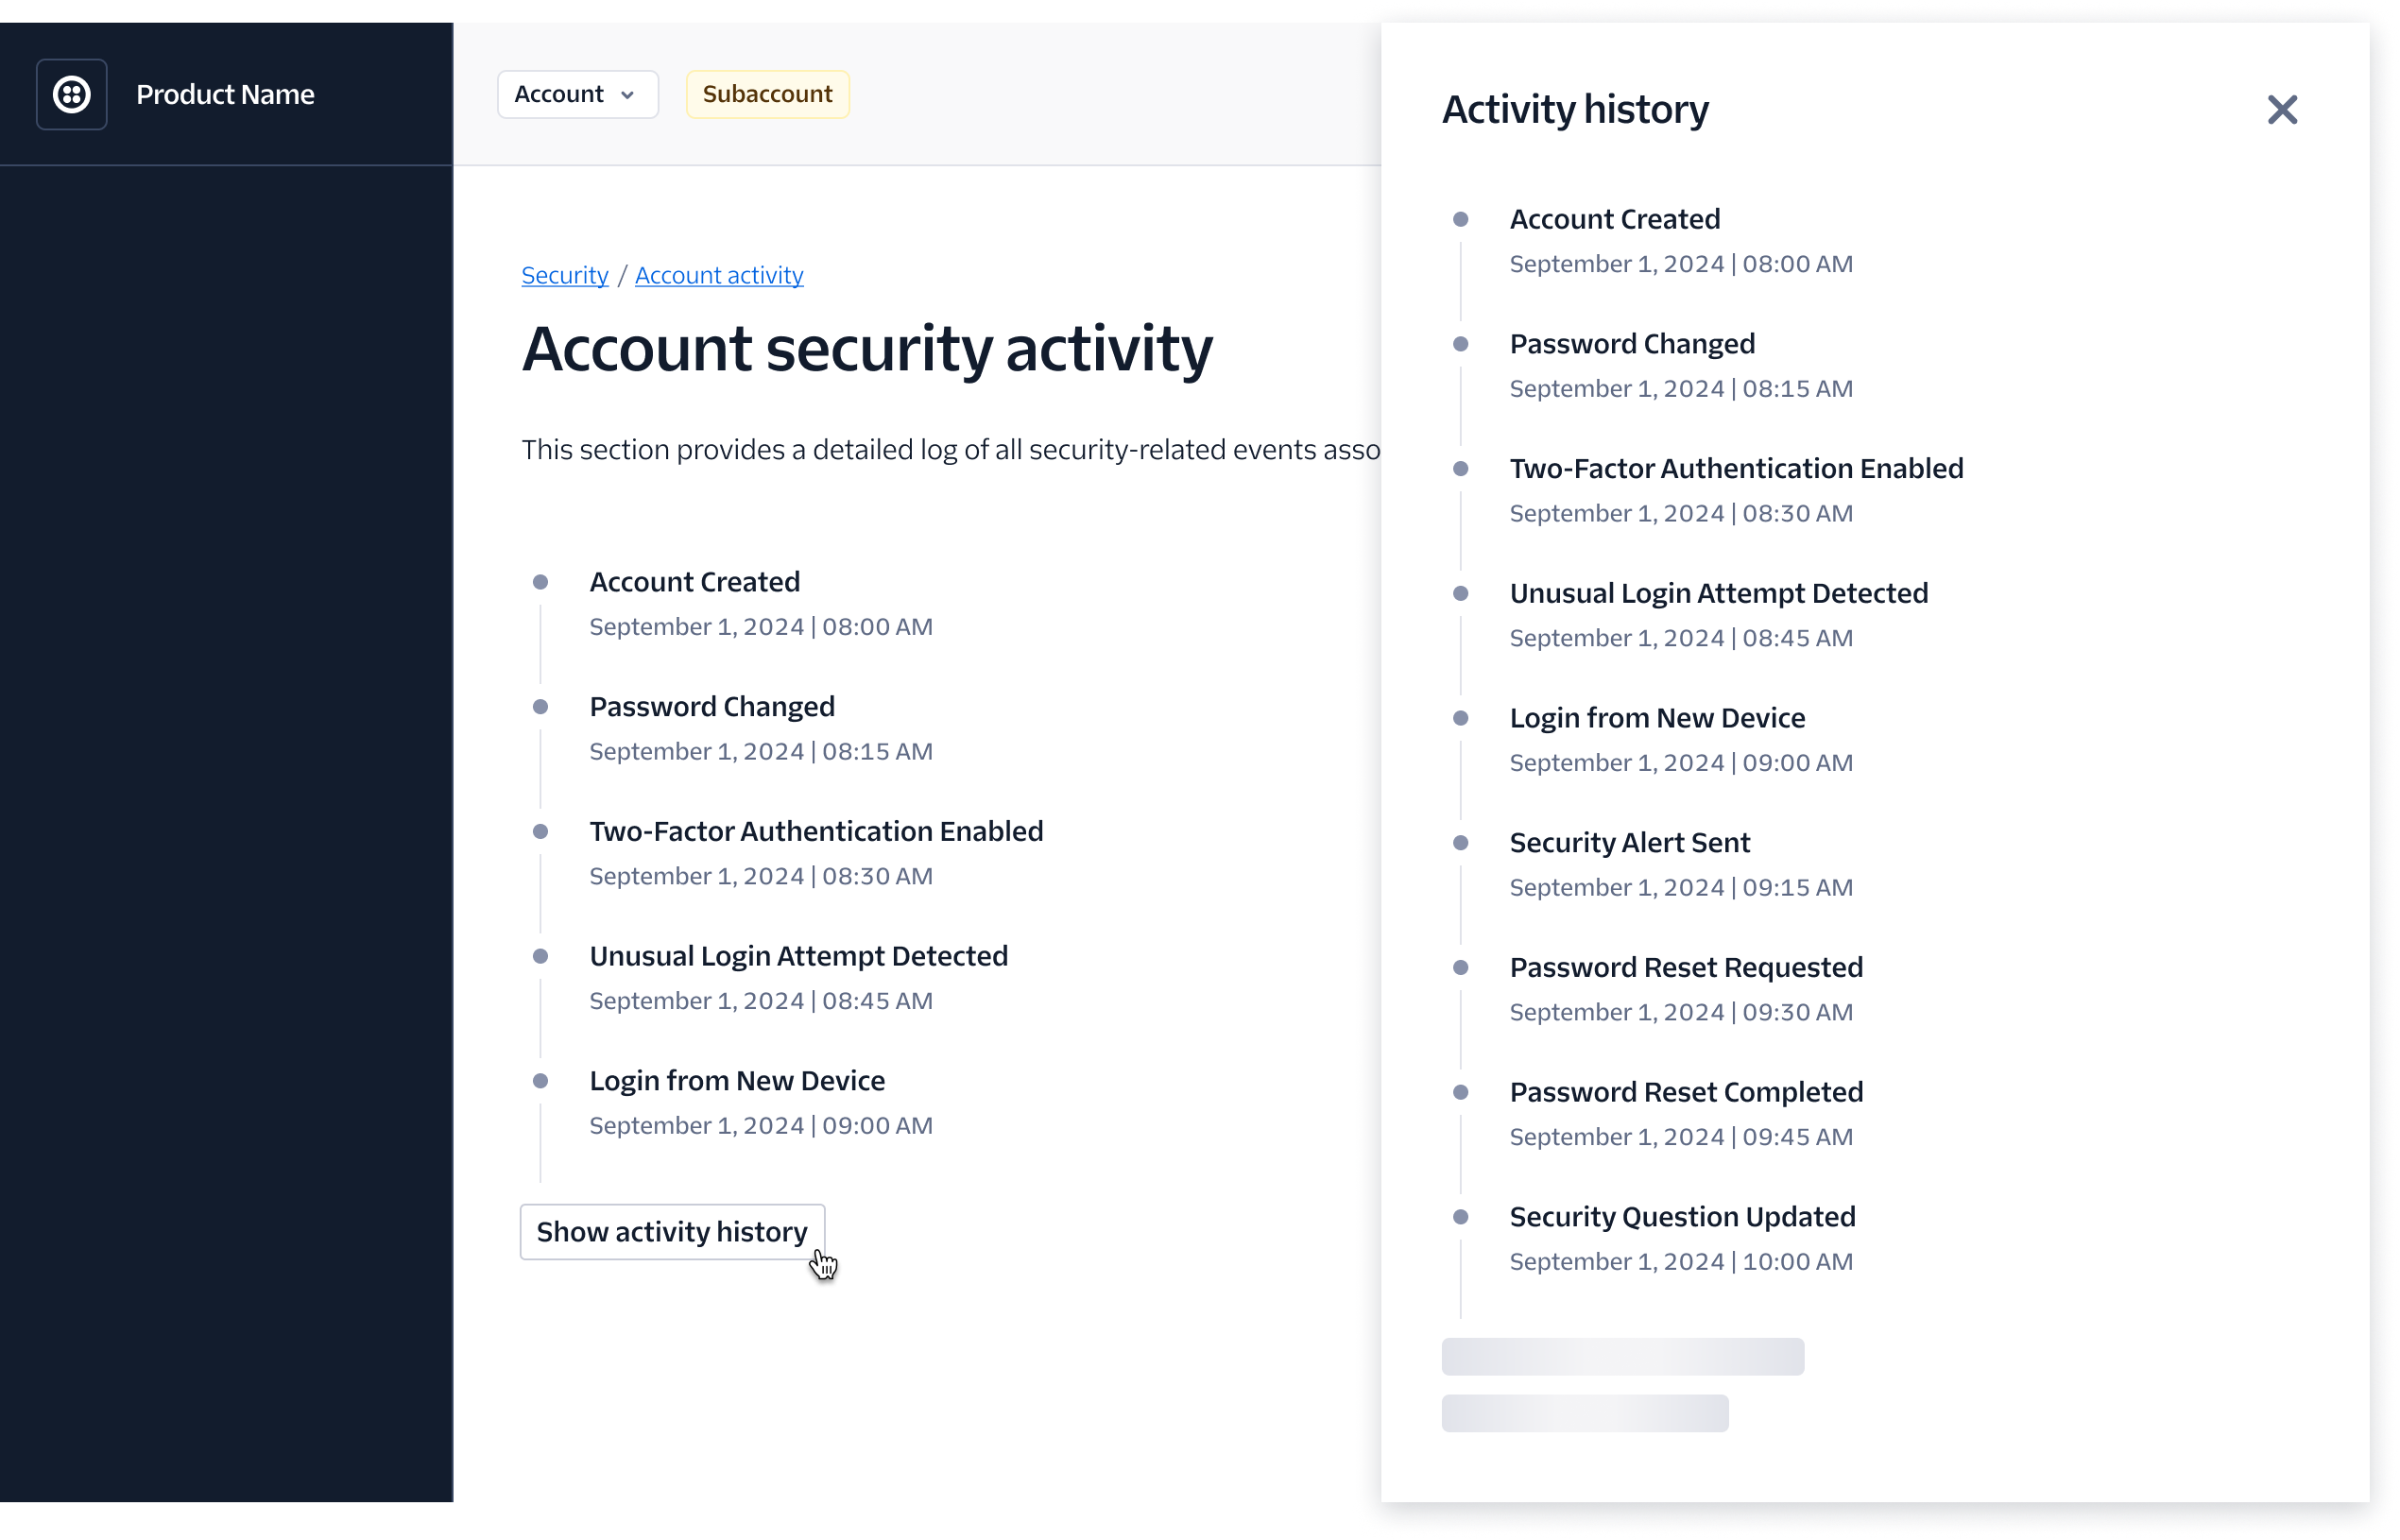 Product Name
Account
Subaccount
Security / Account activity
Account security activity
This section provides a detailed log of all security-related events asso
Account Created
September 1, 2024 | 08:00 AM
Password Changed
September 1, 2024 | 08:15 AM
Two-Factor Authentication Enabled
September 1, 2024 | 08:30 AM
Unusual Login Attempt Detected
September 1, 2024 | 08:45 AM
Login from New Device
September 1, 2024 | 09:00 AM
Show activity history
Activity history
Account Created
September 1, 2024 | 08:00 AM
Password Changed
September 1, 2024 | 08:15 AM
Two-Factor Authentication Enabled
September 1, 2024 | 08:30 AM
Unusual Login Attempt Detected
September 1, 2024 | 08:45 AM
Login from New Device
September 1, 2024 | 09:00 AM
Security Alert Sent
September 1, 2024 | 09:15 AM
Password Reset Requested
September 1, 2024 | 09:30 AM
Password Reset Completed
September 1, 2024 | 09:45 AM
Security Question Updated
September 1, 2024 | 10:00 AM